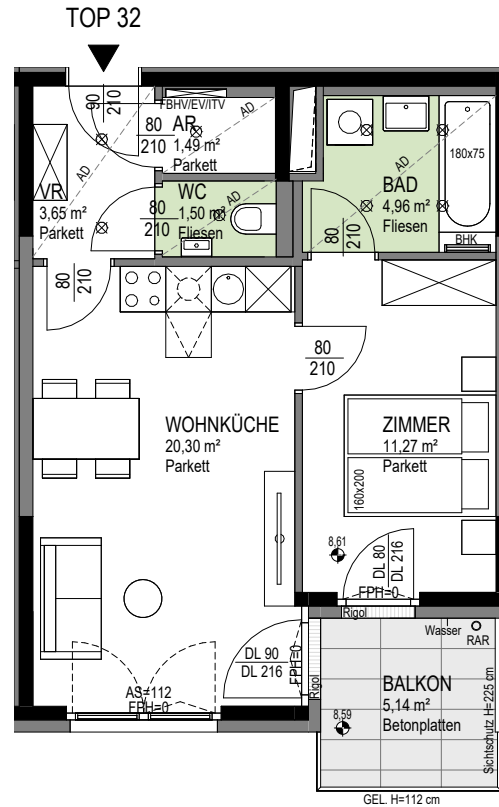 TOP 32
90
210
FBHV/EV/ITV
80
210
AR
1,49 m²
Parkett
AD
AD
VR
3,65 m²
Parkett
80
210
WC
1,50 m²
Fliesen
AD
180x75
AD
BAD
4,96 m²
Fliesen
80
210
BHK
80
210
80
210
WOHNKÜCHE
20,30 m²
Parkett
ZIMMER
11,27 m²
Parkett
160x200
8,61
DL 80
DL 216
FPH=0
Rigol
DL 90
DL 216
FPH=0
Rigol
AS=112
FPH=0
Wasser
RAR
BALKON
5,14 m²
Betonplatten
8,59
Sichtschutz H=225 cm
GEL. H=112 cm